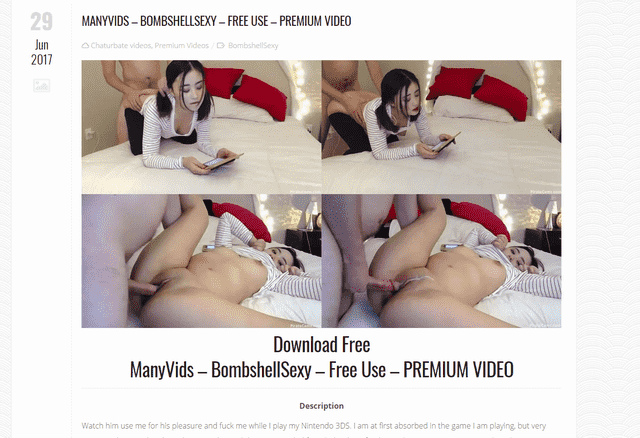 29
Jun
2017
MANYVIDS – BOMBSHELLSEXY – FREE USE – PREMIUM VIDEO
Chaturbate videos, Premium Videos / BombshellSexy
Download Free
ManyVids – BombshellSexy – Free Use – PREMIUM VIDEO
Description
Watch him use me for his pleasure and fuck me while I play my Nintendo 3DS. I am at first absorbed in the game I am playing, but very